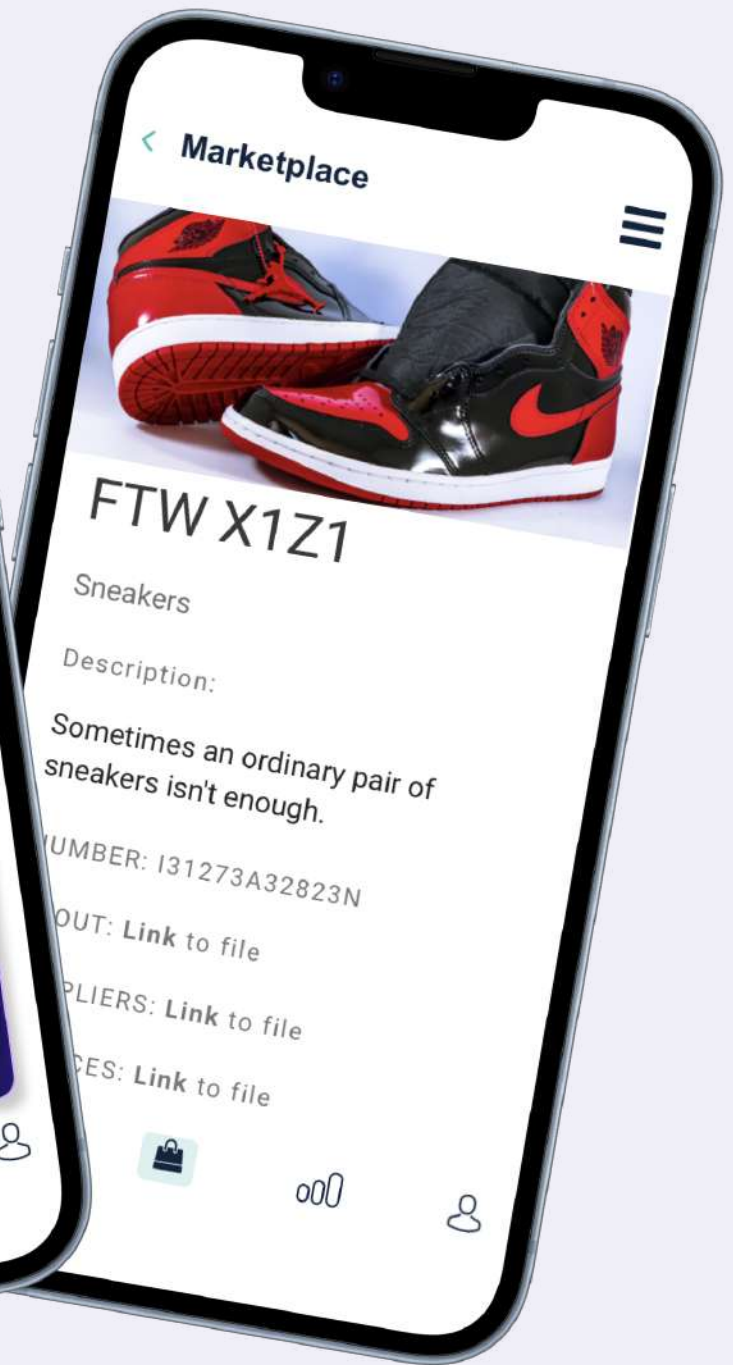 Marketplace
FTW X1Z1
Sneakers
Description:
Sometimes an ordinary pair of
sneakers isn't enough.
NUMBER: I31273A32823N
OUT: Link to file
PLIERS: Link to file
CES: Link to file